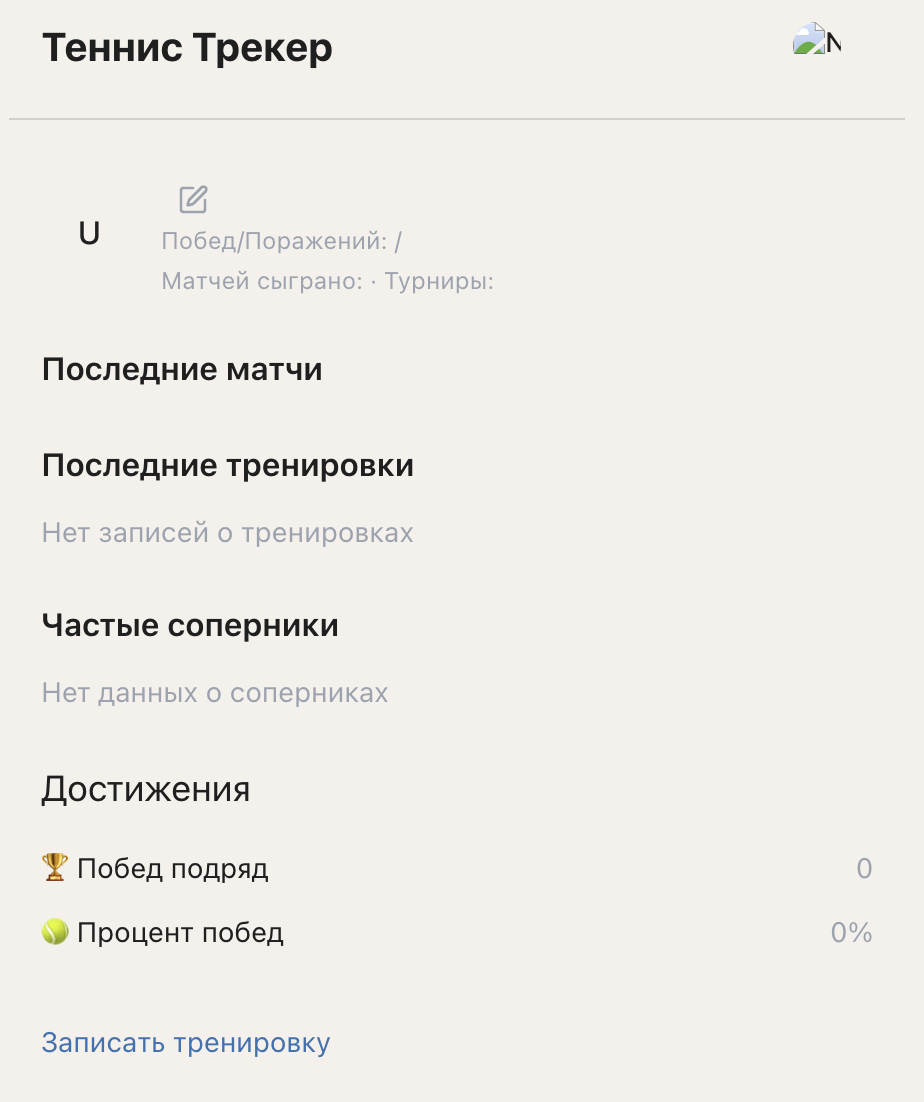 Теннис Трекер
N
U
Побед/Поражений: /
Матчей сыграно: · Турниры:
Последние матчи
Последние тренировки
Нет записей о тренировках
Частые соперники
Нет данных о соперниках
Достижения
🏆 Побед подряд 0
🎾 Процент побед 0%
Записать тренировку